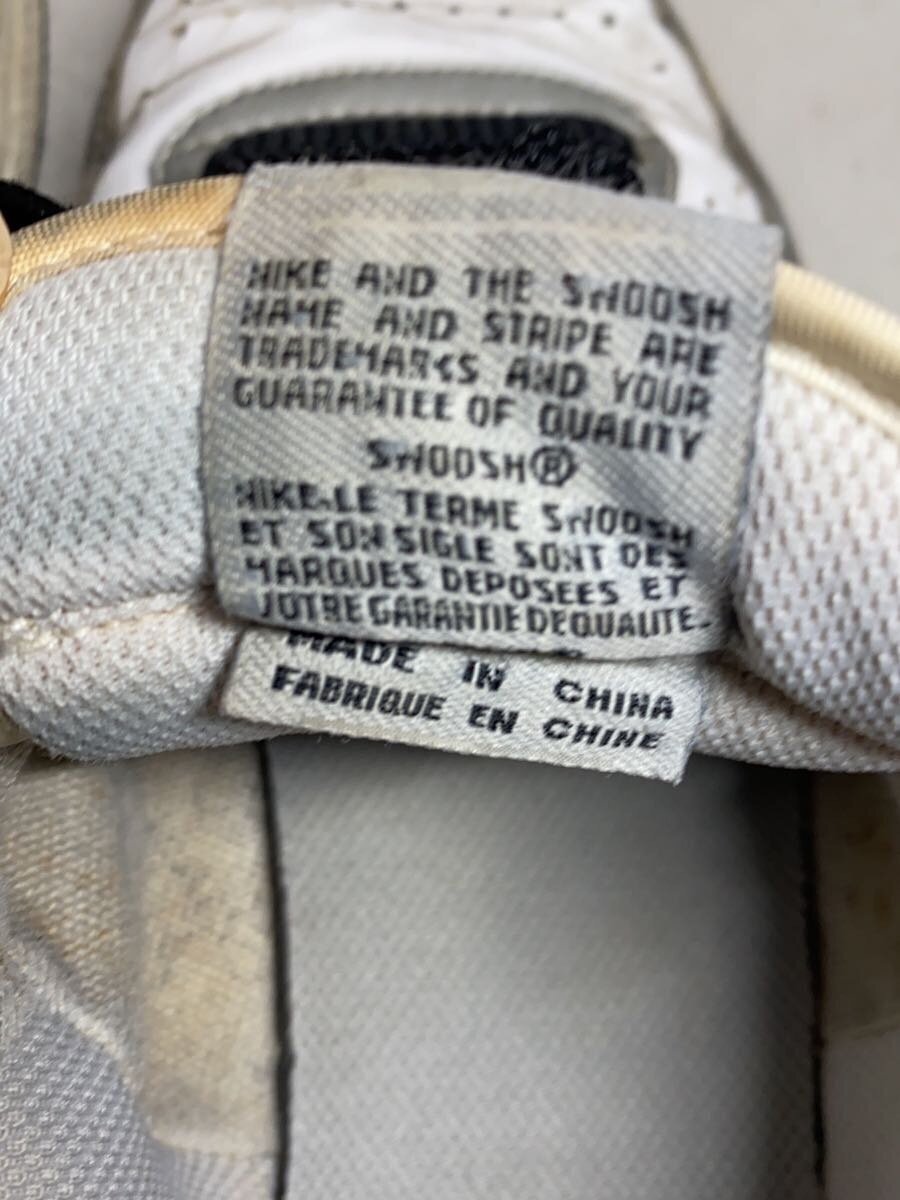 NIKE AND THE SWOOSH
NAME AND STRIPE ARE
TRADEMARKS AND YOUR
GUARANTEE OF QUALITY
SWOOSH®
NIKE-LE TERME SWOOSH
ET SON SIGLE SONT DES
MARQUES DEPOSEES ET
VOTRE GARANTIE DE QUALITE.
MADE IN CHINA
FABRIQUE EN CHINE